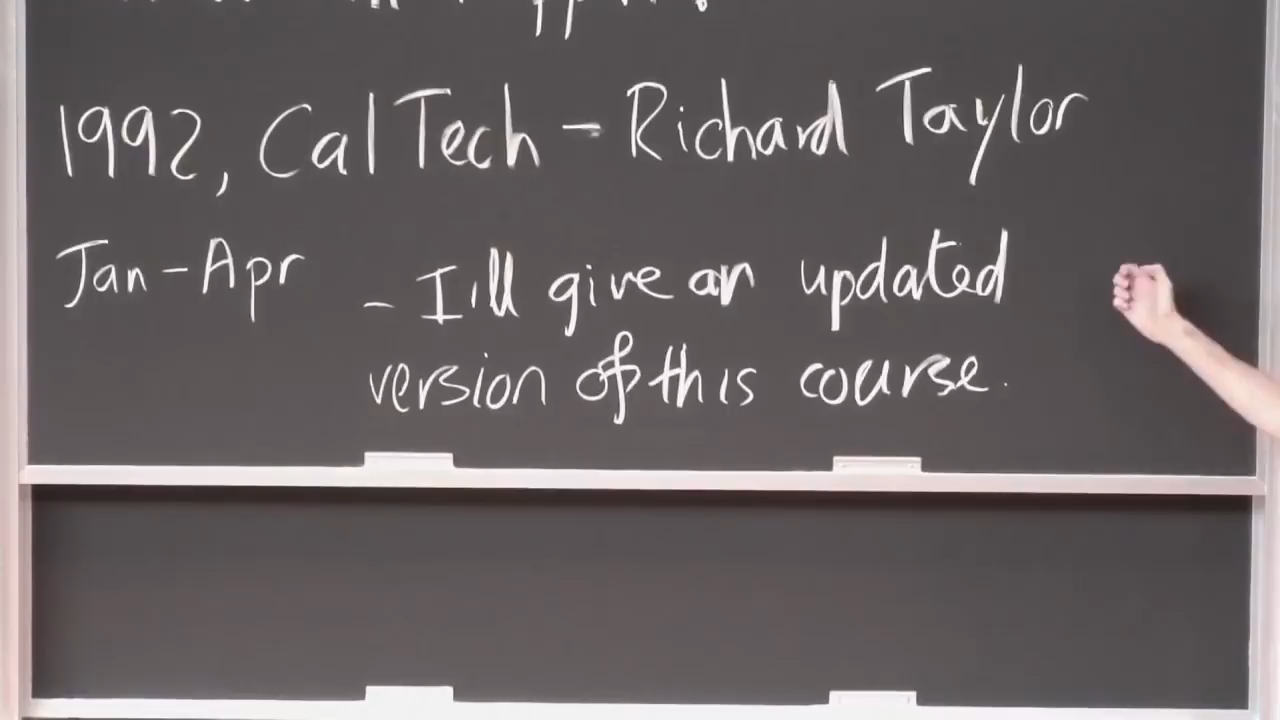 1992, CalTech - Richard Taylor
Jan - Apr - I'll give an updated
version of this course.